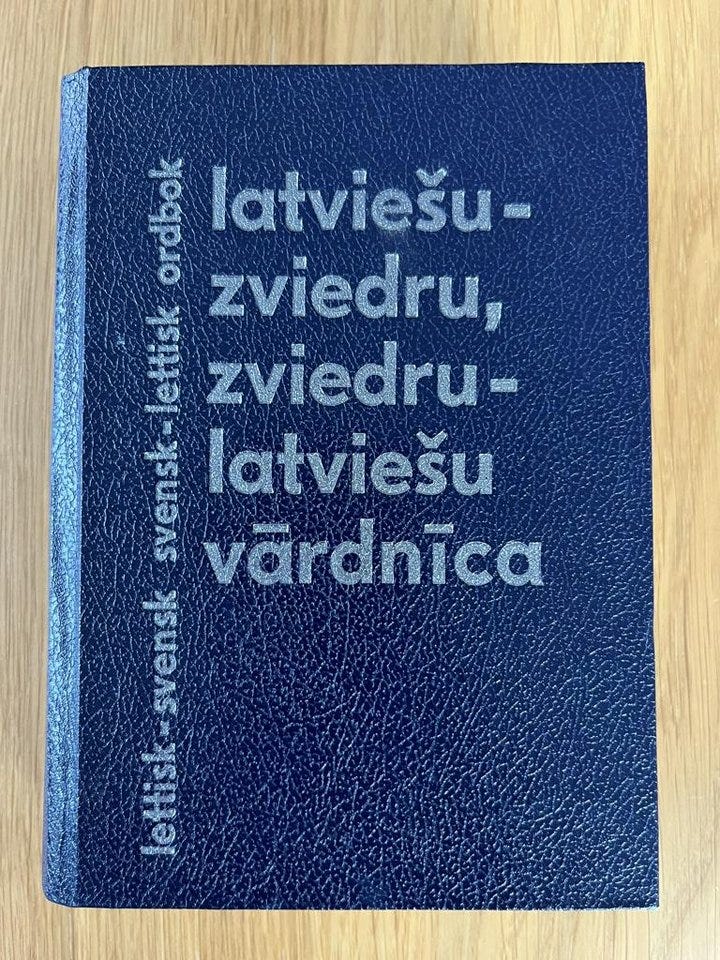 latviešu-
zviedru,
zviedru-
latviešu
vārdnīca
lettisk-svensk svensk-lettisk ordbok